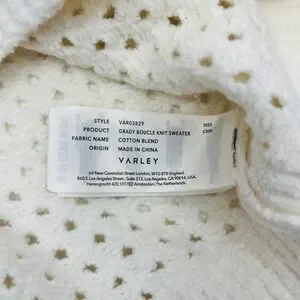 STYLE VAR02829
PRODUCT GRADY BOUCLE KNIT SWEATER
FABRIC NAME COTTON BLEND
ORIGIN MADE IN CHINA
VARLEY
64 New Cavendish Street London, W1G 8TB England
860 S Los Angeles Street, Suite 512, Los Angeles, CA 90014, USA.
Herengracht 420, 1017BZ Amsterdam, The Netherlands.